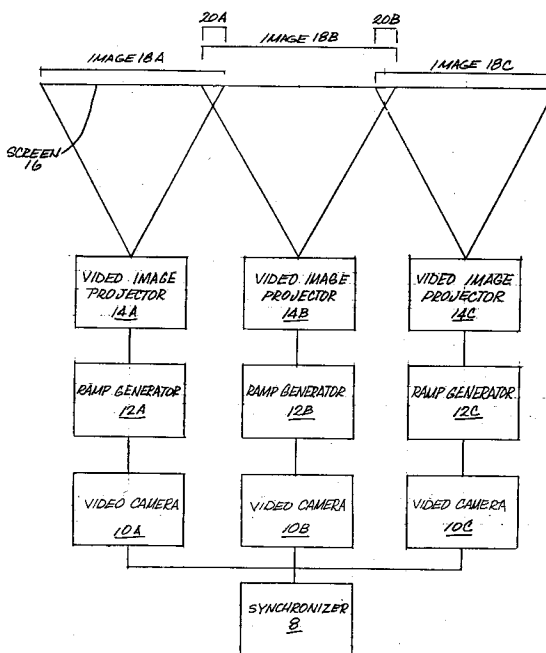 20A
20B
IMAGE 18B
IMAGE 18A
IMAGE 18C
SCREEN
16
VIDEO IMAGE
PROJECTOR
14A
VIDEO IMAGE
PROJECTOR
14B
VIDEO IMAGE
PROJECTOR
14C
RAMP GENERATOR
12A
RAMP GENERATOR
12B
RAMP GENERATOR
12C
VIDEO CAMERA
10A
VIDEO CAMERA
10B
VIDEO CAMERA
10C
SYNCHRONIZER
8